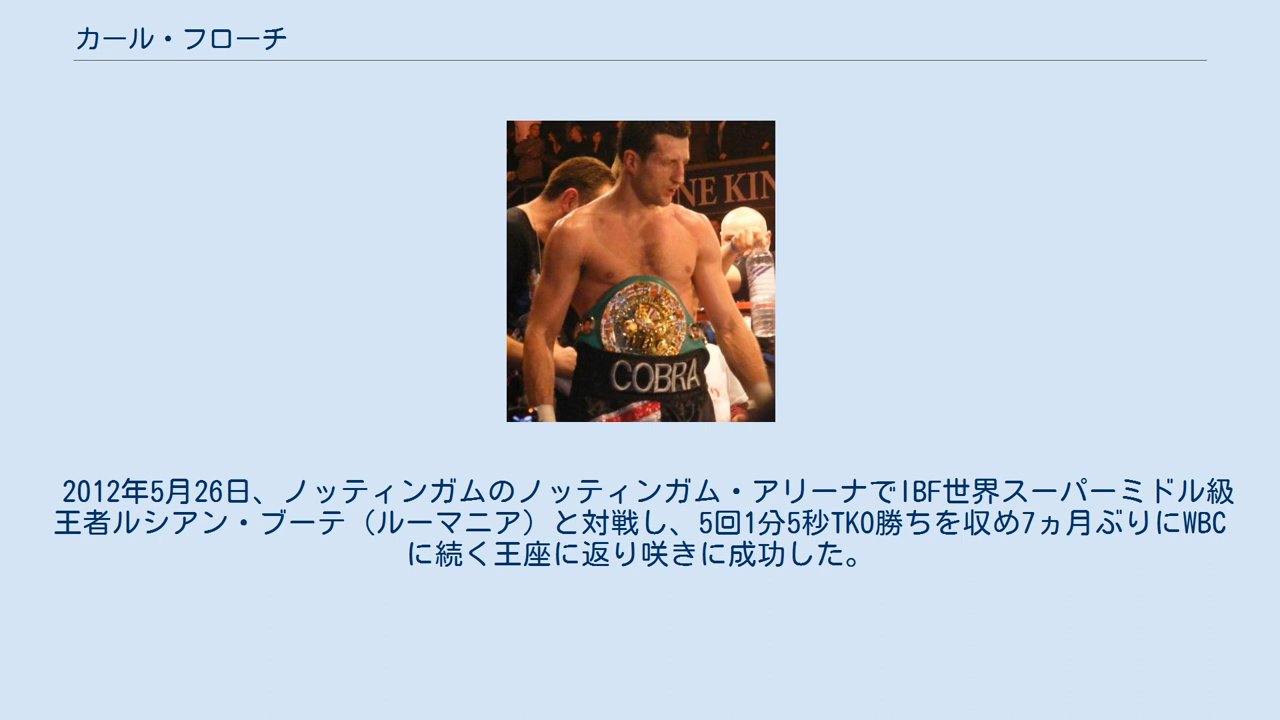 カール・フローチ
NE KIN
COBRA
2012年5月26日、ノッティンガムのノッティンガム・アリーナでIBF世界スーパーミドル級
王者ルシアン・ブーテ（ルーマニア）と対戦し、5回1分5秒TKO勝ちを収め7ヵ月ぶりにWBC
に続く王座に返り咲きに成功した。